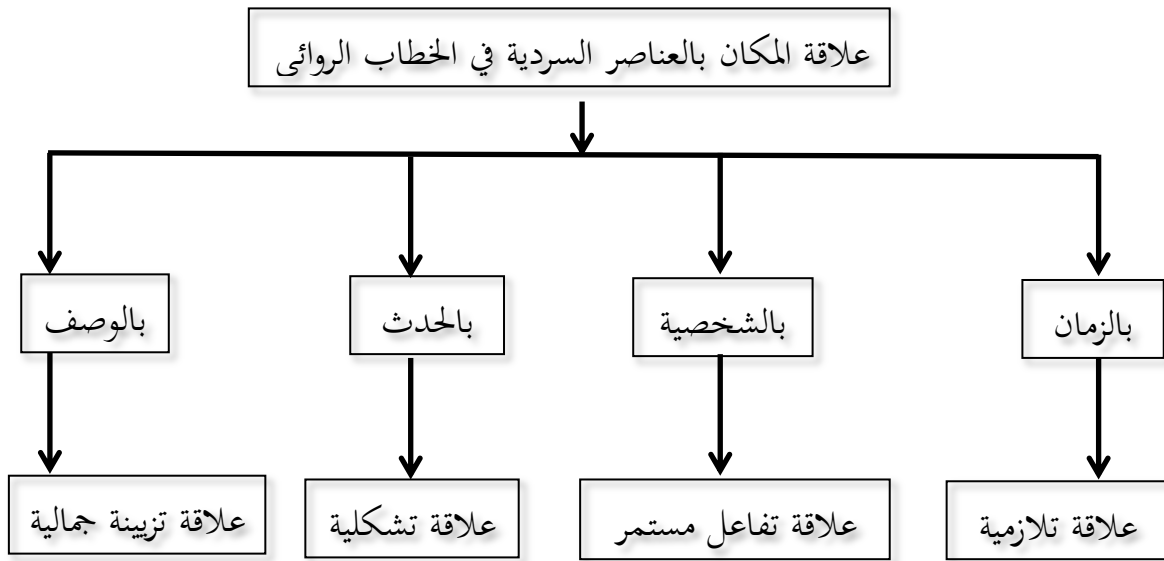 علاقة المكان بالعناصر السردية في الخطاب الروائي
بالزمان
بالشخصية
بالحدث
بالوصف
علاقة تلازمية
علاقة تفاعل مستمر
علاقة تشكلية
علاقة تزيينة جمالية